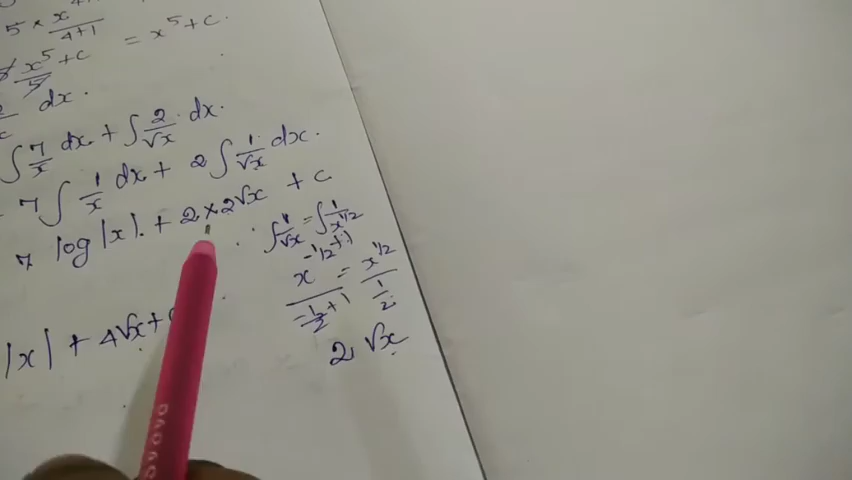 5 × x⁴⁺¹/4+1 = x⁵ + c.
x⁵/5 + c
dx.
∫ 7/x dx + ∫ 2/√x dx.
7 ∫ 1/x dx + 2 ∫ 1/√x dx.
7 log |x| + 2 × 2√x + c
∫ 1/√x = ∫ 1/x^1/2
x^-1/2+1 / -1/2+1 = x^1/2 / 1/2
|x| + 4√x +
2 √x
oyoyo